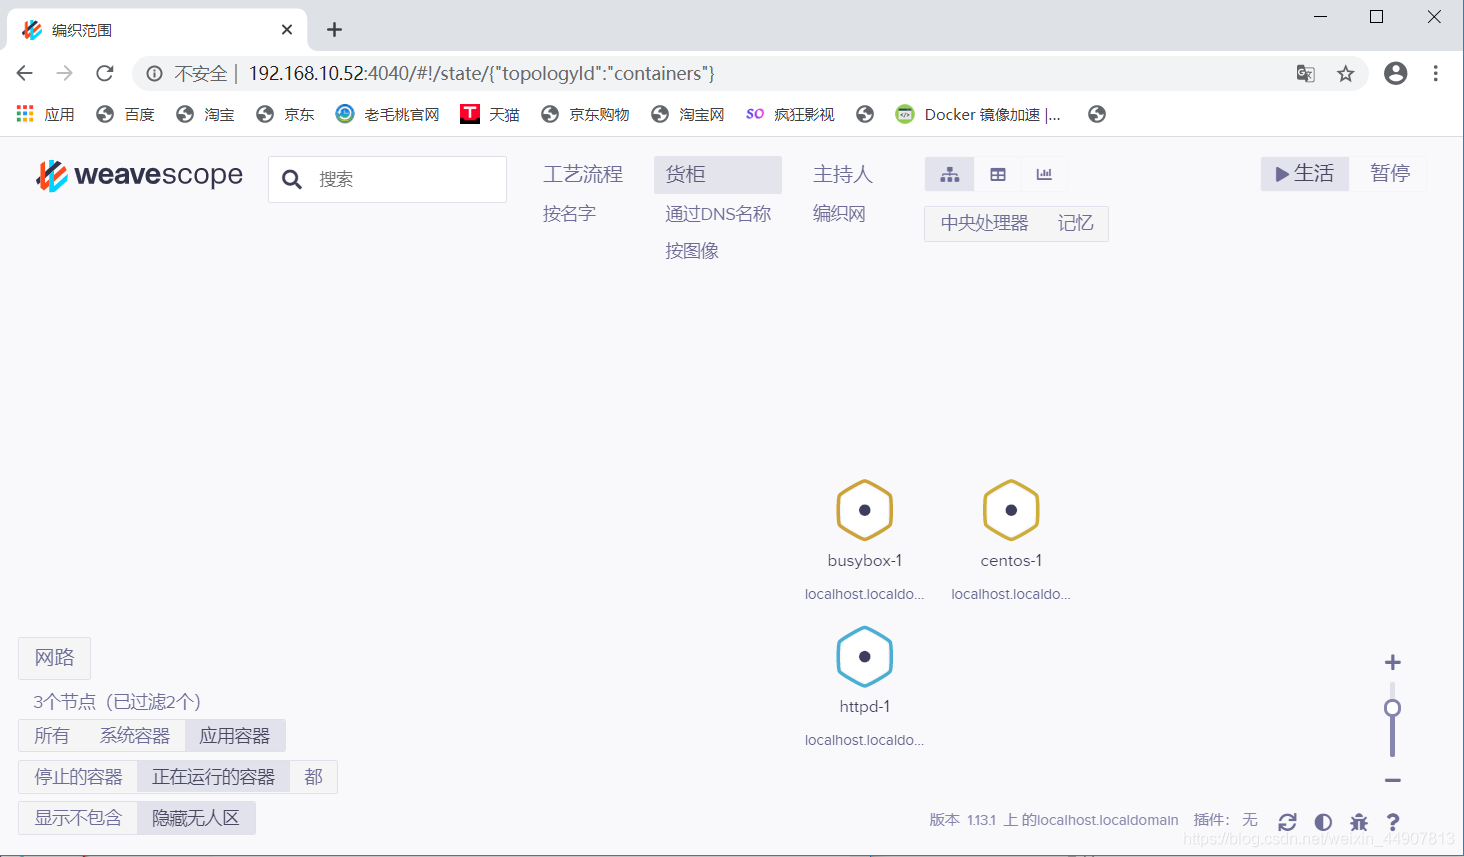 编织范围
不安全 | 192.168.10.52:4040/#!/state/{"topologyId":"containers"}
应用 百度 淘宝 京东 老毛桃官网 T 天猫 京东购物 淘宝网 SO 疯狂影视 Docker 镜像加速 |...
weavescope 搜索 工艺流程 货柜 主持人 生活 暂停
按名字 通过DNS名称 编织网 中央处理器 记忆
按图像
busybox-1 centos-1
localhost.localdo... localhost.localdo...
httpd-1
localhost.localdo...
网路
3个节点（已过滤2个）
所有 系统容器 应用容器
停止的容器 正在运行的容器 都
显示不包含 隐藏无人区
版本 1.13.1 上 的localhost.localdomain 插件： 无
https://blog.csdn.net/weixin_44907813